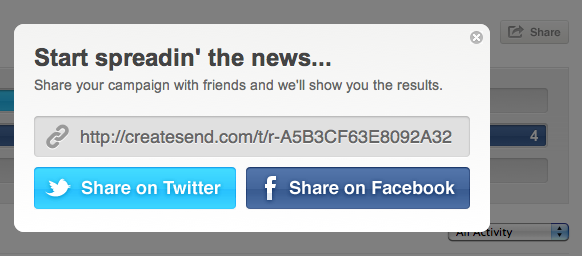 Share
Start spreadin' the news...
Share your campaign with friends and we'll show you the results.
http://createsend.com/t/r-A5B3CF63E8092A32
4
Share on Twitter
Share on Facebook
All Activity